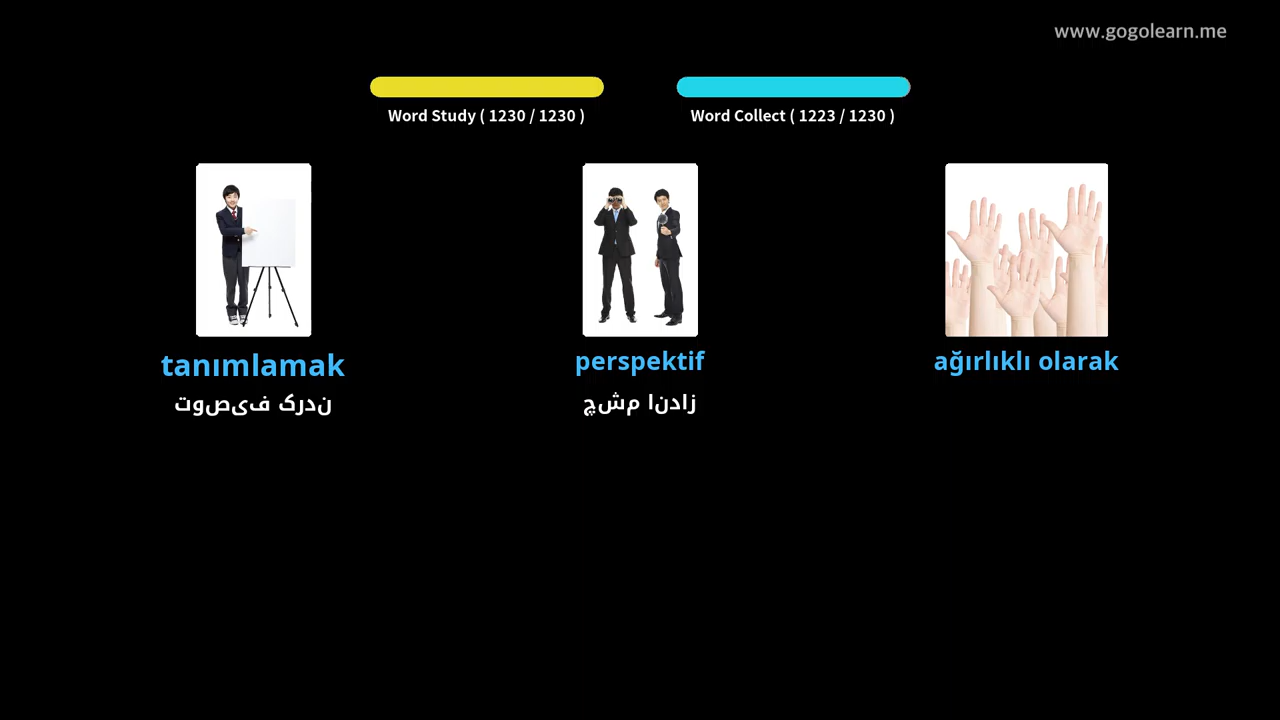 www.gogolearn.me
Word Study ( 1230 / 1230 )
Word Collect ( 1223 / 1230 )
tanımlamak
توصیف کردن
perspektif
چشم انداز
ağırlıklı olarak